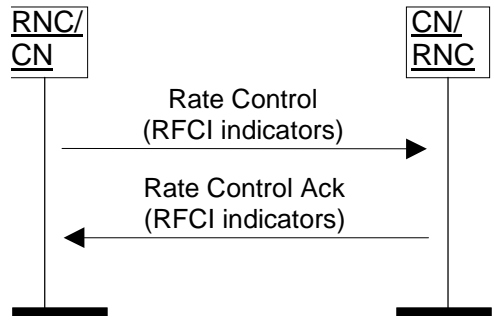 RNC/
CN
CN/
RNC
Rate Control
(RFCI indicators)
Rate Control Ack
(RFCI indicators)